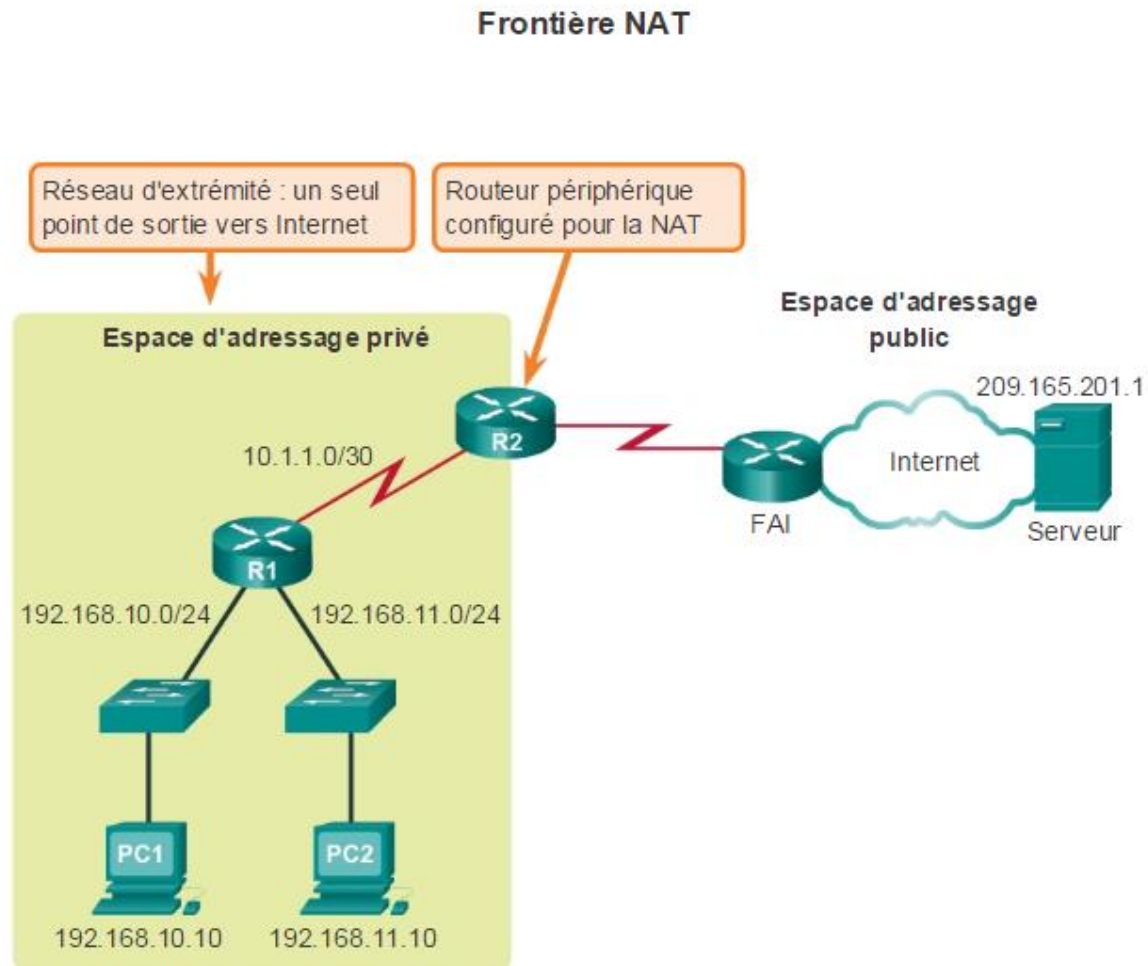 Frontière NAT
Réseau d'extrémité : un seul
point de sortie vers Internet
Routeur périphérique
configuré pour la NAT
Espace d'adressage privé
Espace d'adressage
public
209.165.201.1
R2
10.1.1.0/30
Internet
FAI
Serveur
R1
192.168.10.0/24
192.168.11.0/24
PC1
PC2
192.168.10.10
192.168.11.10